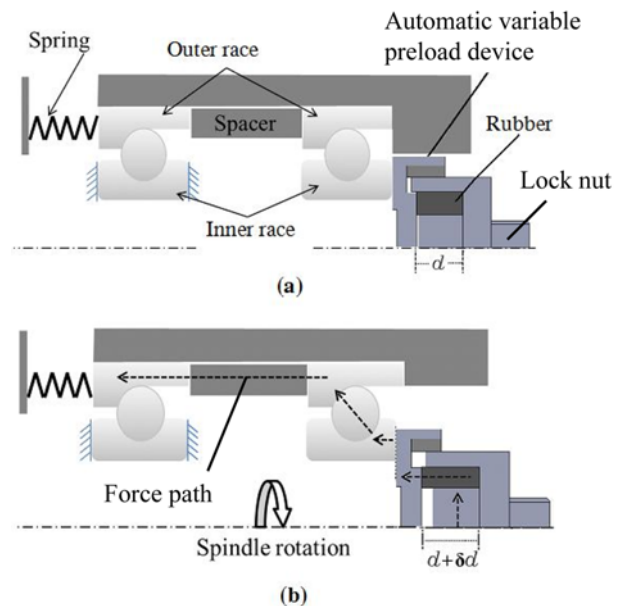 Automatic variable
preload device
Spring
Outer race
Spacer
Rubber
Lock nut
Inner race
d
(a)
Force path
Spindle rotation
d+δd
(b)